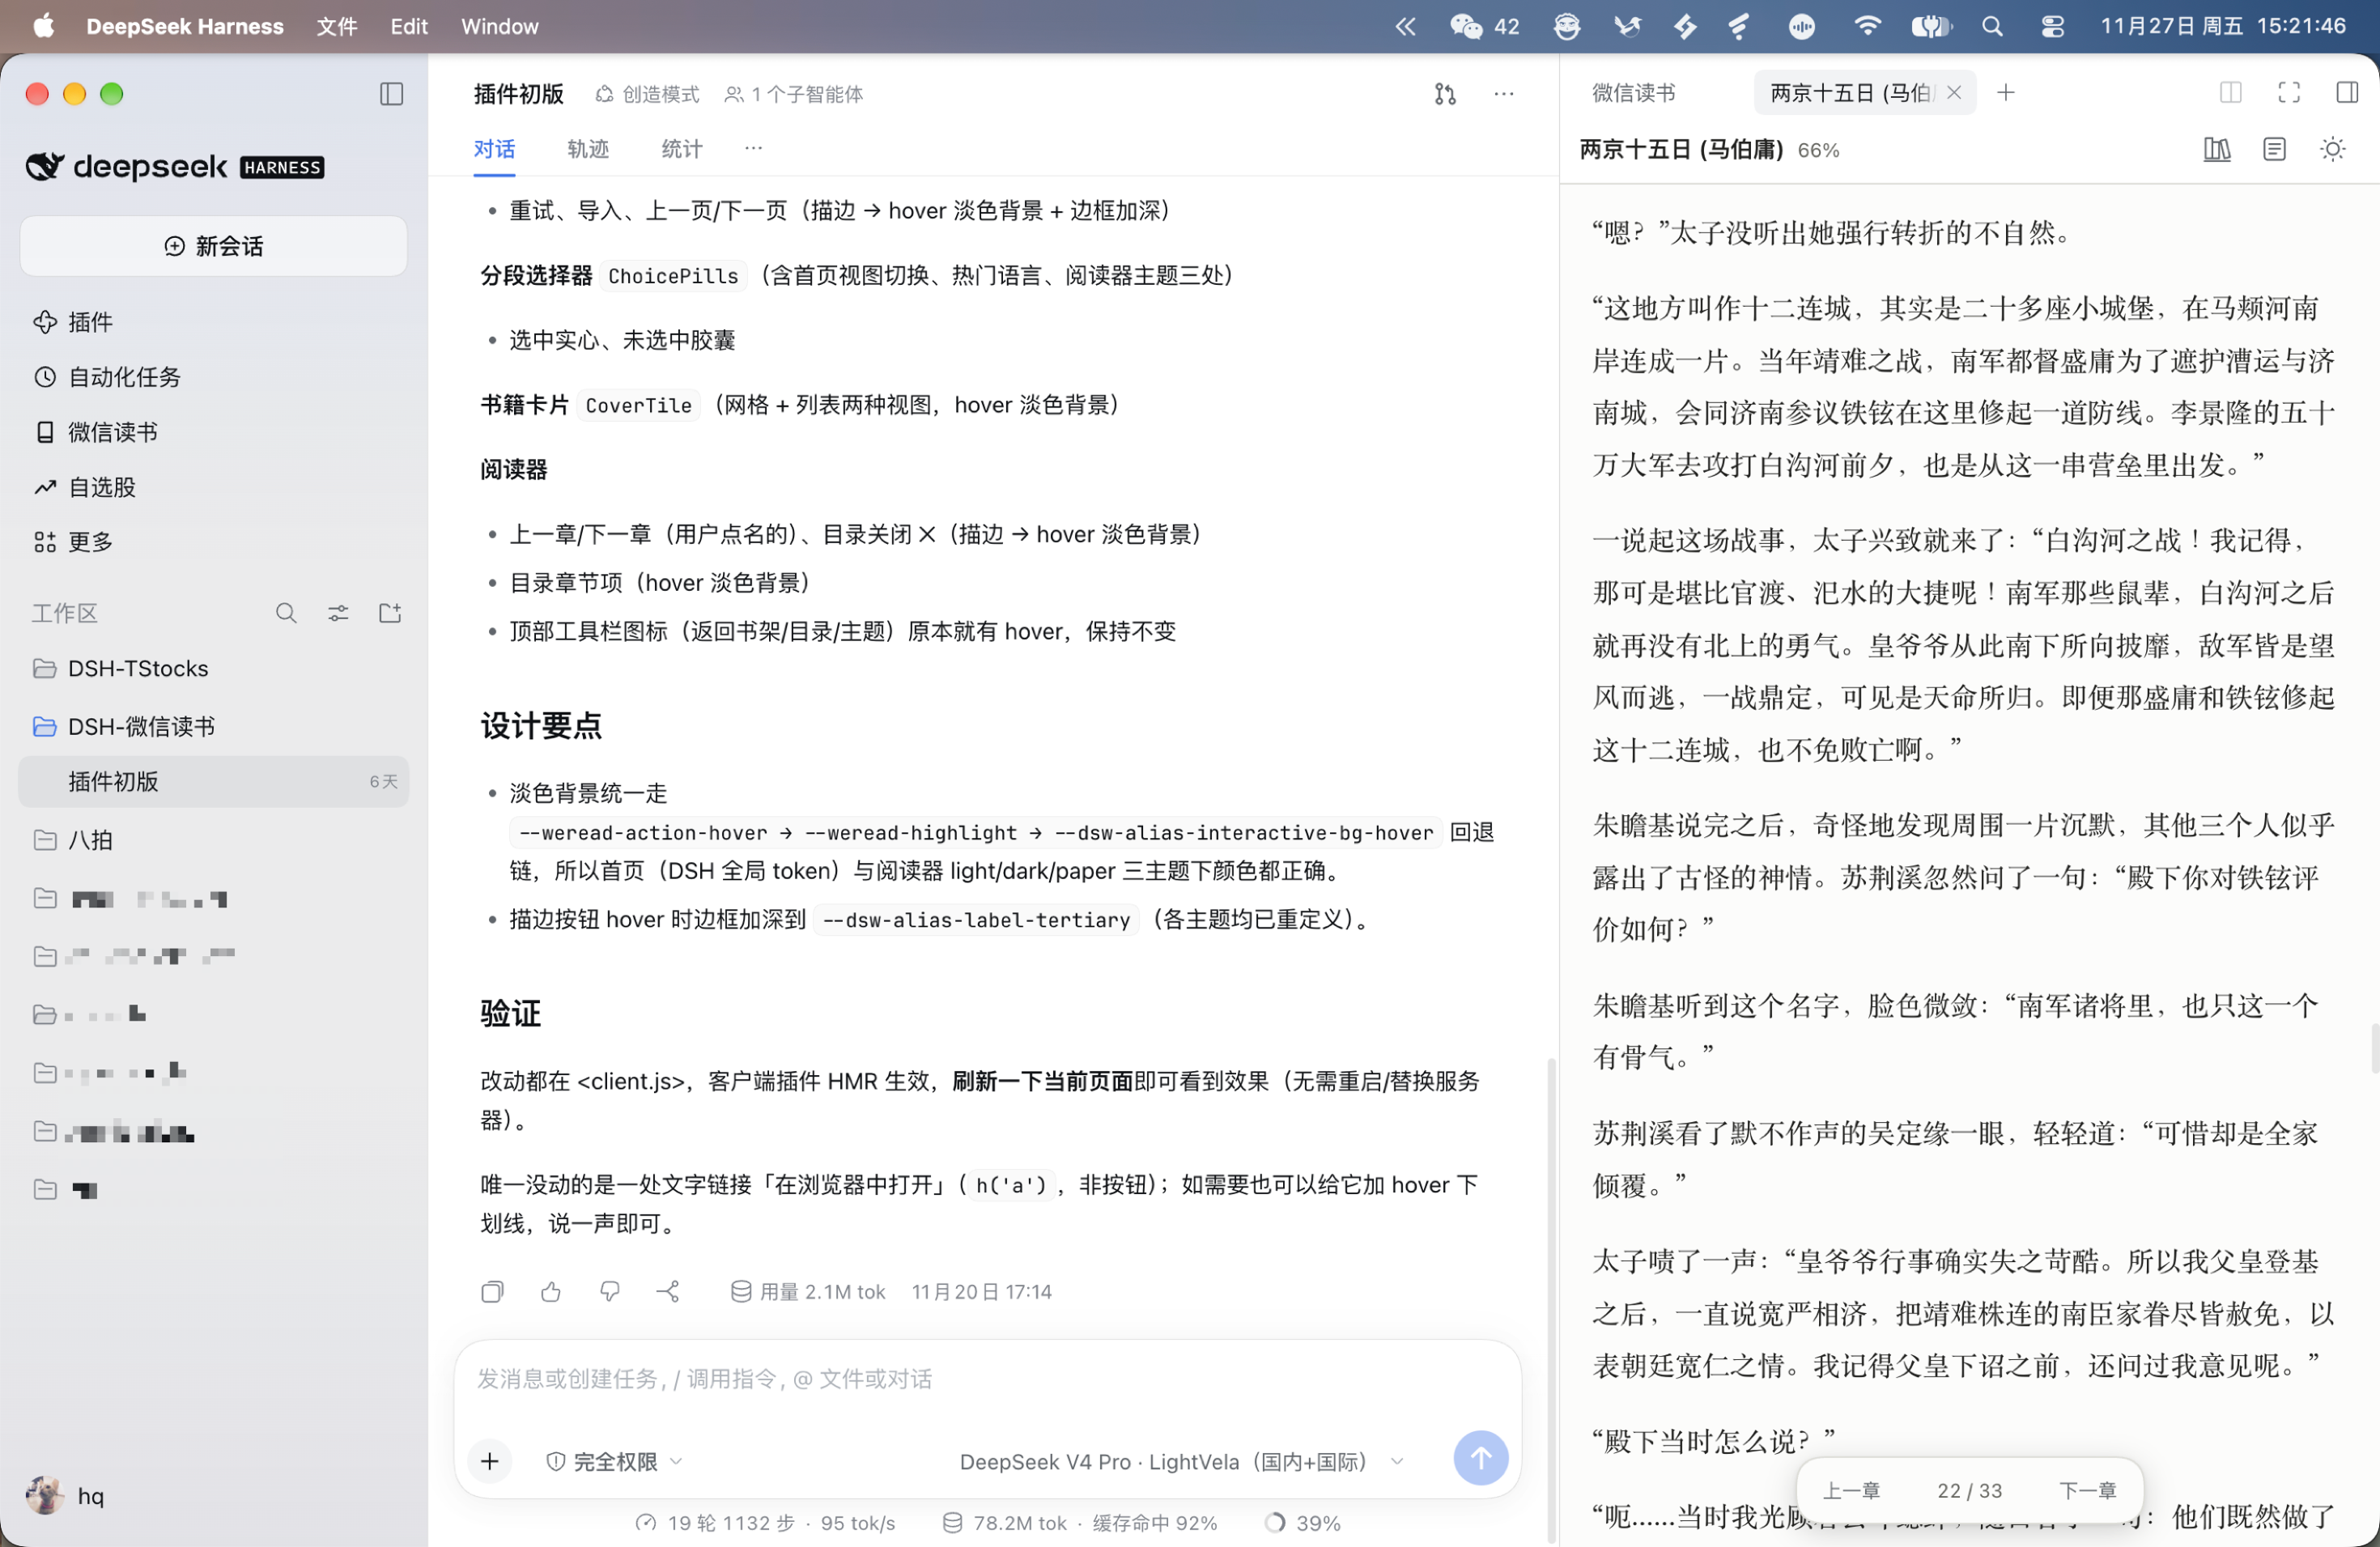 DeepSeek Harness 文件 Edit Window 42 11月27日 周五 15:21:46
deepseek HARNESS
新会话
插件
自动化任务
微信读书
自选股
更多
工作区
DSH-TStocks
DSH-微信读书
插件初版 6天
八拍
hq
插件初版 创造模式 1 个子智能体
对话 轨迹 统计 ···
• 重试、导入、上一页/下一页（描边 → hover 淡色背景 + 边框加深）
分段选择器 ChoicePills（含首页视图切换、热门语言、阅读器主题三处）
• 选中实心、未选中胶囊
书籍卡片 CoverTile（网格 + 列表两种视图，hover 淡色背景）
阅读器
• 上一章/下一章（用户点名的）、目录关闭 ✕（描边 → hover 淡色背景）
• 目录章节项（hover 淡色背景）
• 顶部工具栏图标（返回书架/目录/主题）原本就有 hover，保持不变
设计要点
• 淡色背景统一走
--weread-action-hover → --weread-highlight → --dsw-alias-interactive-bg-hover 回退
链，所以首页（DSH 全局 token）与阅读器 light/dark/paper 三主题下颜色都正确。
• 描边按钮 hover 时边框加深到 --dsw-alias-label-tertiary（各主题均已重定义）。
验证
改动都在 <client.js>，客户端插件 HMR 生效，刷新一下当前页面即可看到效果（无需重启/替换服务
器）。
唯一没动的是一处文字链接「在浏览器中打开」（h('a')，非按钮）；如需要也可以给它加 hover 下
划线，说一声即可。
用量 2.1M tok 11月20日 17:14
发消息或创建任务, / 调用指令, @ 文件或对话
完全权限 DeepSeek V4 Pro · LightVela（国内+国际）
19 轮 1132 步 · 95 tok/s 78.2M tok · 缓存命中 92% 39%
微信读书 两京十五日 (马伯
两京十五日 (马伯庸) 66%
“嗯？”太子没听出她强行转折的不自然。
“这地方叫作十二连城，其实是二十多座小城堡，在马颊河南
岸连成一片。当年靖难之战，南军都督盛庸为了遮护漕运与济
南城，会同济南参议铁铉在这里修起一道防线。李景隆的五十
万大军去攻打白沟河前夕，也是从这一串营垒里出发。”
一说起这场战事，太子兴致就来了：“白沟河之战！我记得，
那可是堪比官渡、汜水的大捷呢！南军那些鼠辈，白沟河之后
就再没有北上的勇气。皇爷爷从此南下所向披靡，敌军皆是望
风而逃，一战鼎定，可见是天命所归。即便那盛庸和铁铉修起
这十二连城，也不免败亡啊。”
朱瞻基说完之后，奇怪地发现周围一片沉默，其他三个人似乎
露出了古怪的神情。苏荆溪忽然问了一句：“殿下你对铁铉评
价如何？”
朱瞻基听到这个名字，脸色微敛：“南军诸将里，也只这一个
有骨气。”
苏荆溪看了默不作声的吴定缘一眼，轻轻道：“可惜却是全家
倾覆。”
太子啧了一声：“皇爷爷行事确实失之苛酷。所以我父皇登基
之后，一直说宽严相济，把靖难株连的南臣家眷尽皆赦免，以
表朝廷宽仁之情。我记得父皇下诏之前，还问过我意见呢。”
“殿下当时怎么说？”
上一章 22 / 33 下一章
“呃……当时我光顾 ：他们既然做了